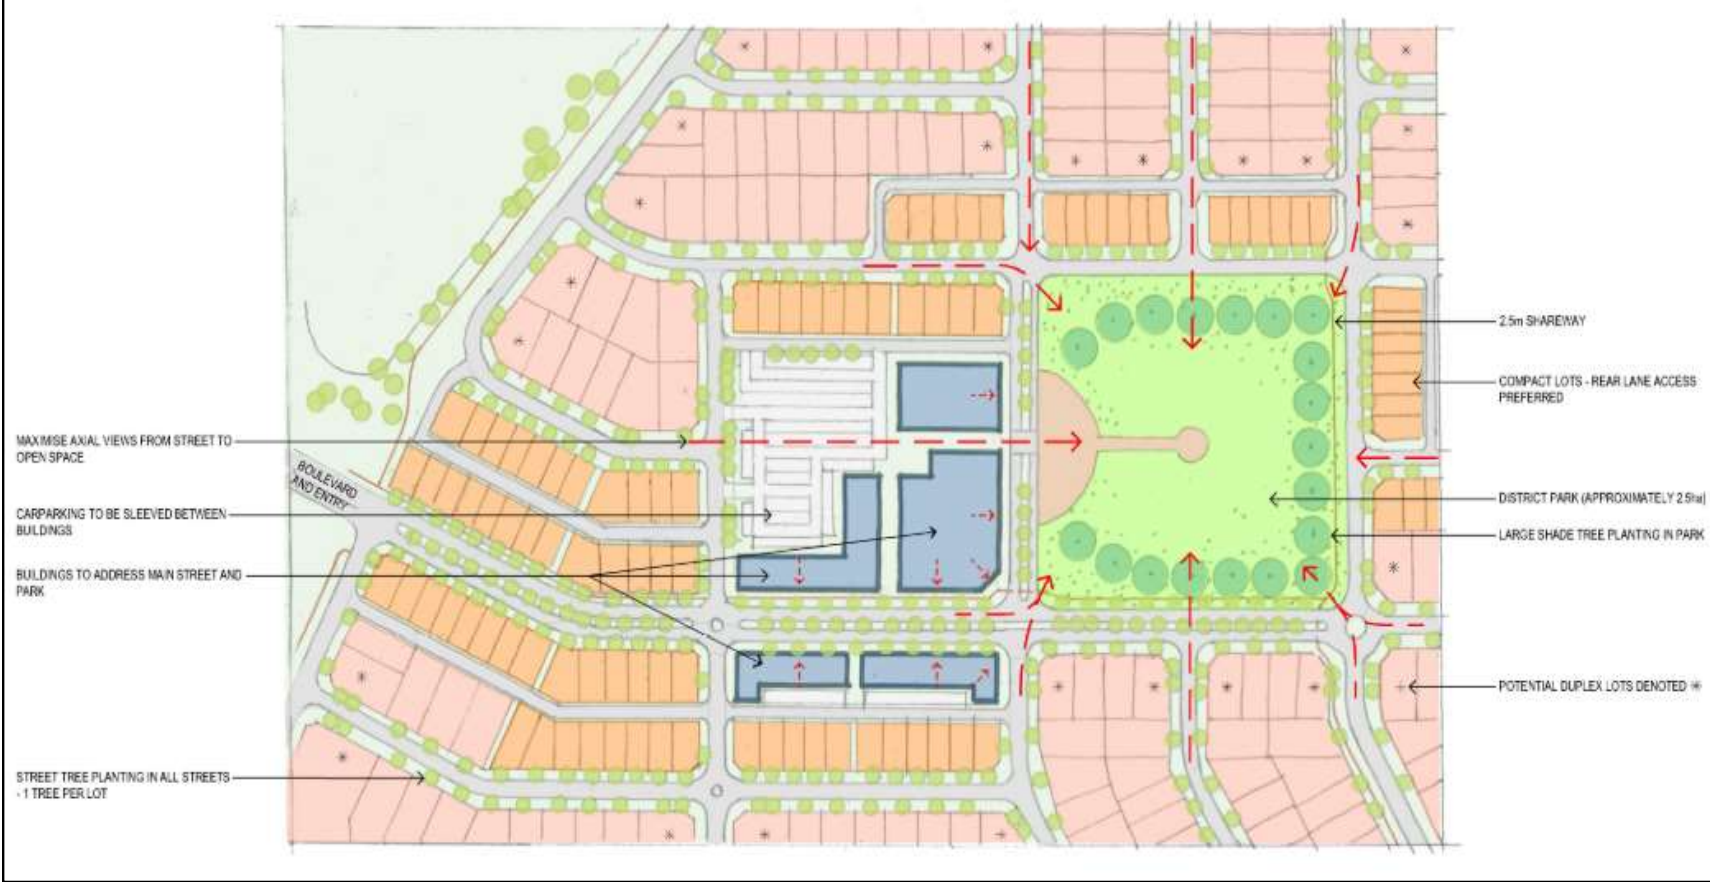 MAXIMISE AXIAL VIEWS FROM STREET TO
OPEN SPACE
BOULEVARD
AND ENTRY
CARPARKING TO BE SLEEVED BETWEEN
BUILDINGS
BUILDINGS TO ADDRESS MAIN STREET AND
PARK
STREET TREE PLANTING IN ALL STREETS
- 1 TREE PER LOT
2.5m SHAREWAY
COMPACT LOTS - REAR LANE ACCESS
PREFERRED
DISTRICT PARK (APPROXIMATELY 2.5ha)
LARGE SHADE TREE PLANTING IN PARK
POTENTIAL DUPLEX LOTS DENOTED *